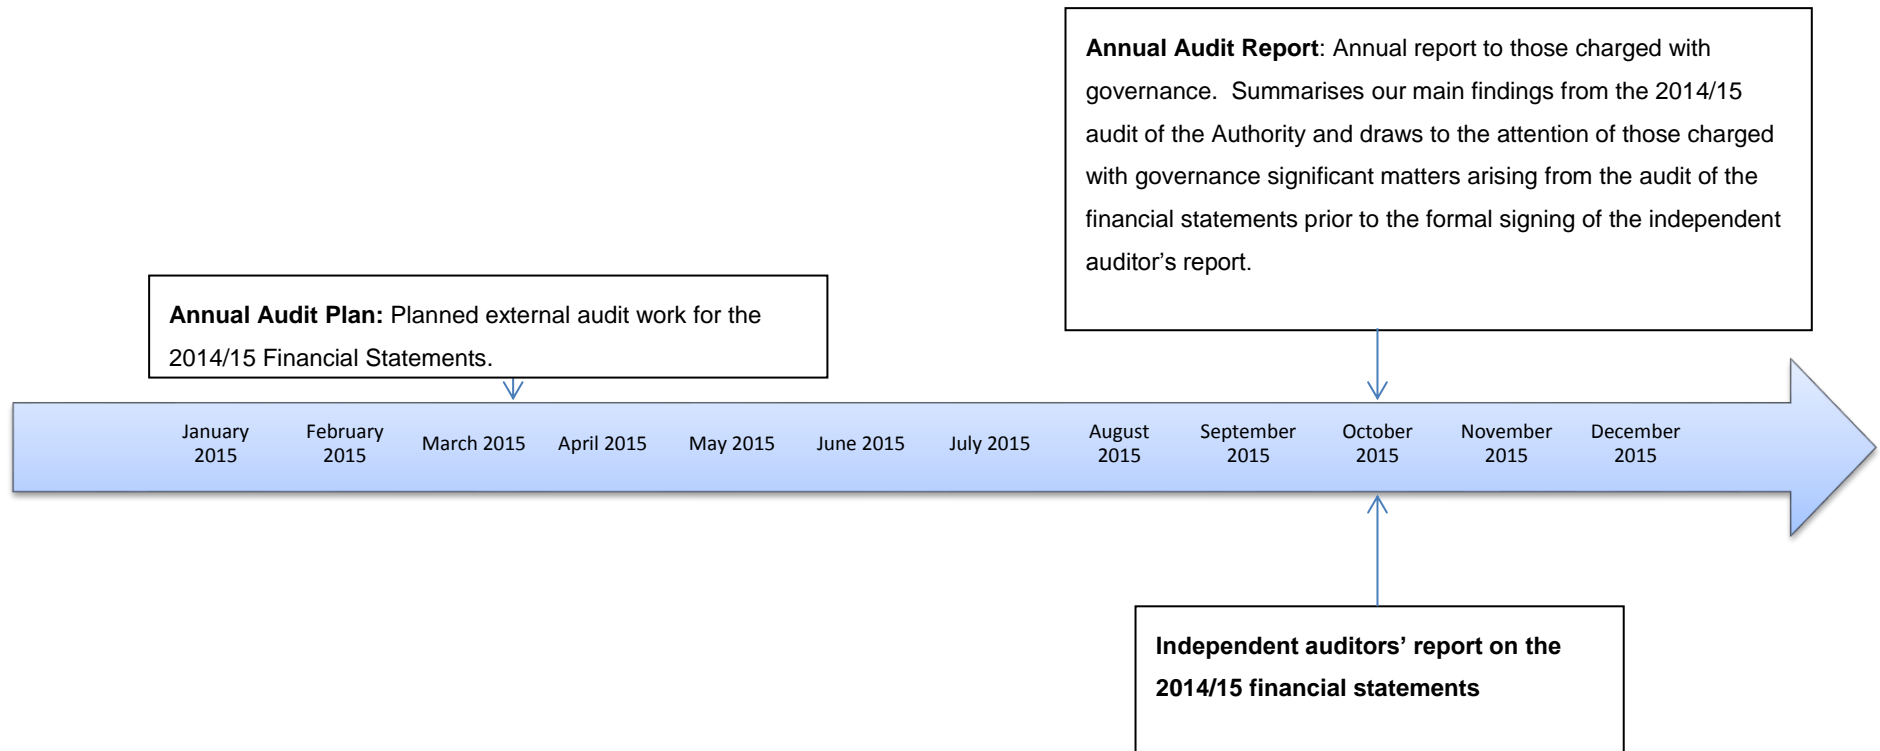 Annual Audit Report: Annual report to those charged with
governance.  Summarises our main findings from the 2014/15
audit of the Authority and draws to the attention of those charged
with governance significant matters arising from the audit of the
financial statements prior to the formal signing of the independent
auditor’s report.
Annual Audit Plan: Planned external audit work for the
2014/15 Financial Statements.
January
2015
February
2015
March 2015
April 2015
May 2015
June 2015
July 2015
August
2015
September
2015
October
2015
November
2015
December
2015
Independent auditors’ report on the
2014/15 financial statements